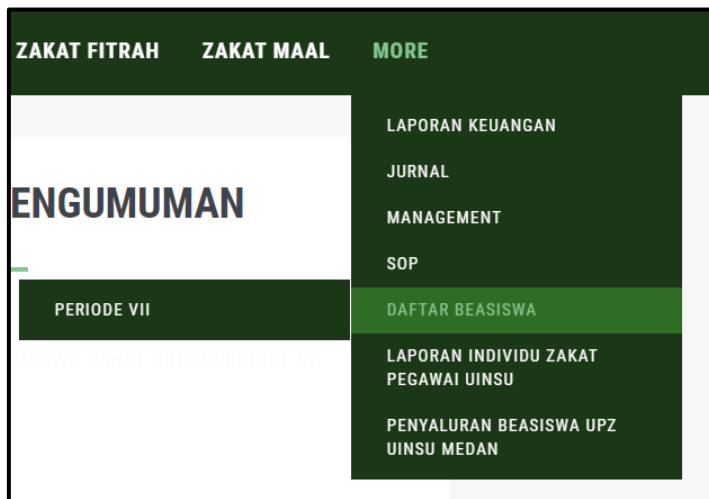 ZAKAT FITRAH ZAKAT MAAL MORE
LAPORAN KEUANGAN
JURNAL
ENGUMUMAN
MANAGEMENT
SOP
PERIODE VII
DAFTAR BEASISWA
LAPORAN INDIVIDU ZAKAT
PEGAWAI UINSU
PENYALURAN BEASISWA UPZ
UINSU MEDAN